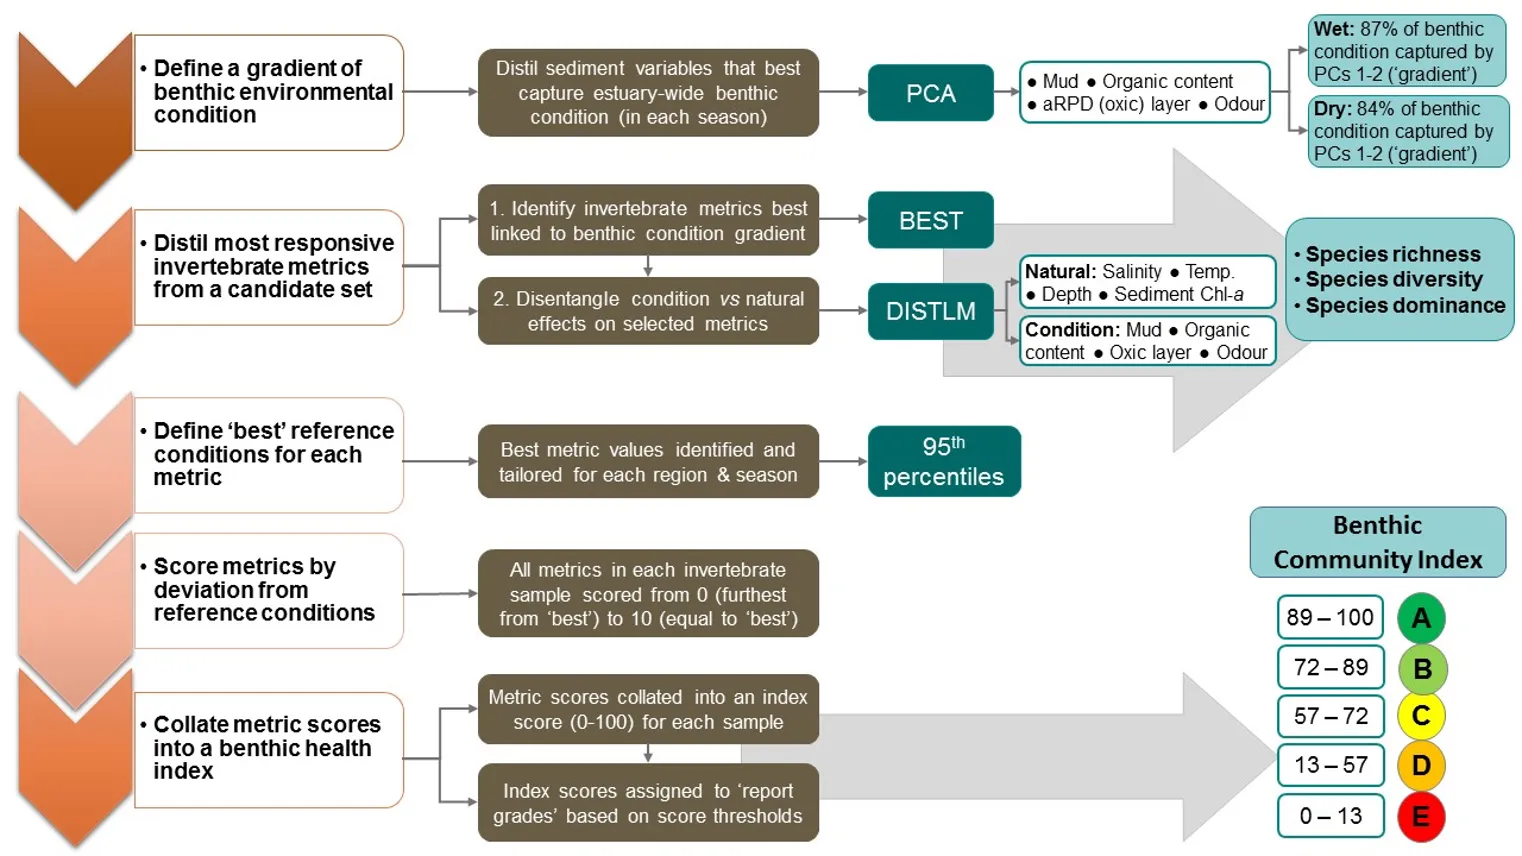 • Define a gradient of
benthic environmental
condition
Distil sediment variables that best
capture estuary-wide benthic
condition (in each season)
PCA
● Mud ● Organic content
● aRPD (oxic) layer ● Odour
Wet: 87% of benthic
condition captured by
PCs 1-2 (‘gradient’)
Dry: 84% of benthic
condition captured by
PCs 1-2 (‘gradient’)
• Distil most responsive
invertebrate metrics
from a candidate set
1. Identify invertebrate metrics best
linked to benthic condition gradient
BEST
2. Disentangle condition vs natural
effects on selected metrics
DISTLM
Natural: Salinity ● Temp.
● Depth ● Sediment Chl-a
Condition: Mud ● Organic
content ● Oxic layer ● Odour
• Species richness
• Species diversity
• Species dominance
• Define ‘best’ reference
conditions for each
metric
Best metric values identified and
tailored for each region & season
95th
percentiles
• Score metrics by
deviation from
reference conditions
All metrics in each invertebrate
sample scored from 0 (furthest
from ‘best’) to 10 (equal to ‘best’)
• Collate metric scores
into a benthic health
index
Metric scores collated into an index
score (0-100) for each sample
Index scores assigned to ‘report
grades’ based on score thresholds
Benthic
Community Index
89 – 100 A
72 – 89 B
57 – 72 C
13 – 57 D
0 – 13 E